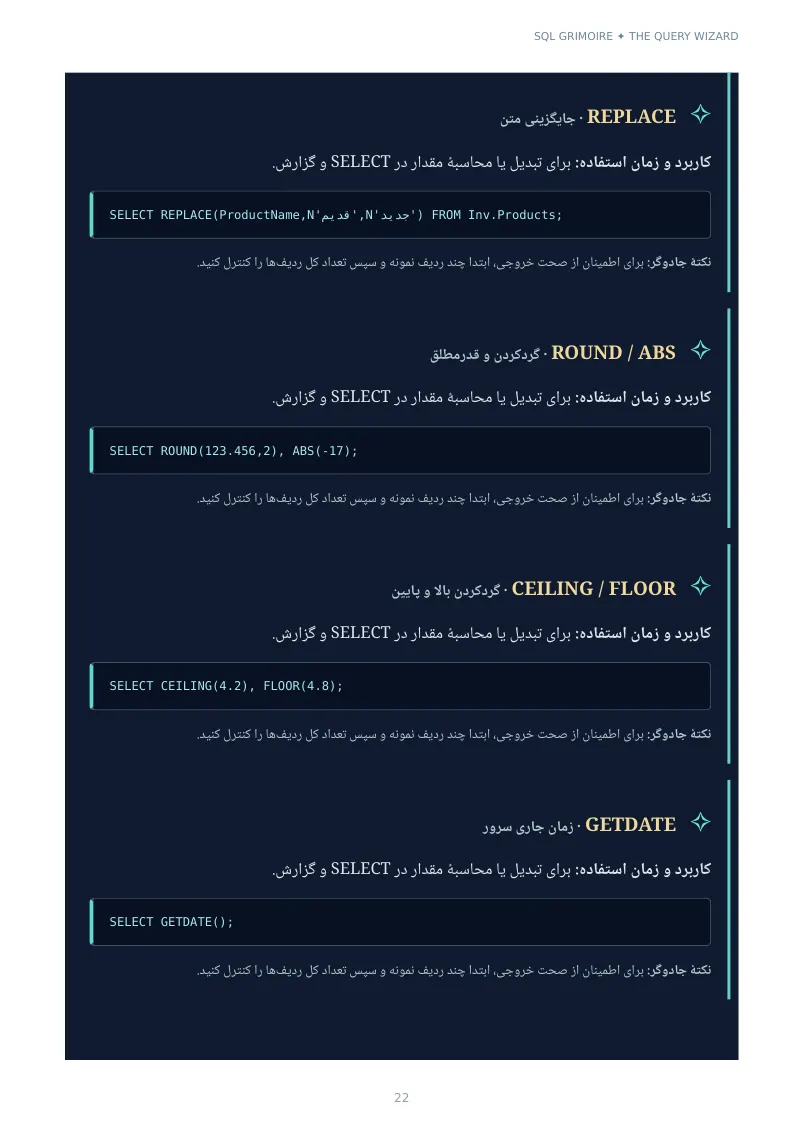 SQL GRIMOIRE ✦ THE QUERY WIZARD
✧ REPLACE · جایگزینی متن
کاربرد و زمان استفاده: برای تبدیل یا محاسبهٔ مقدار در SELECT و گزارش.
SELECT REPLACE(ProductName,N'قدیم',N'جدید') FROM Inv.Products;
نکتهٔ جادوگر: برای اطمینان از صحت خروجی، ابتدا چند ردیف نمونه و سپس تعداد کل ردیف‌ها را کنترل کنید.
✧ ROUND / ABS · گردکردن و قدرمطلق
کاربرد و زمان استفاده: برای تبدیل یا محاسبهٔ مقدار در SELECT و گزارش.
SELECT ROUND(123.456,2), ABS(-17);
نکتهٔ جادوگر: برای اطمینان از صحت خروجی، ابتدا چند ردیف نمونه و سپس تعداد کل ردیف‌ها را کنترل کنید.
✧ CEILING / FLOOR · گردکردن بالا و پایین
کاربرد و زمان استفاده: برای تبدیل یا محاسبهٔ مقدار در SELECT و گزارش.
SELECT CEILING(4.2), FLOOR(4.8);
نکتهٔ جادوگر: برای اطمینان از صحت خروجی، ابتدا چند ردیف نمونه و سپس تعداد کل ردیف‌ها را کنترل کنید.
✧ GETDATE · زمان جاری سرور
کاربرد و زمان استفاده: برای تبدیل یا محاسبهٔ مقدار در SELECT و گزارش.
SELECT GETDATE();
نکتهٔ جادوگر: برای اطمینان از صحت خروجی، ابتدا چند ردیف نمونه و سپس تعداد کل ردیف‌ها را کنترل کنید.
22